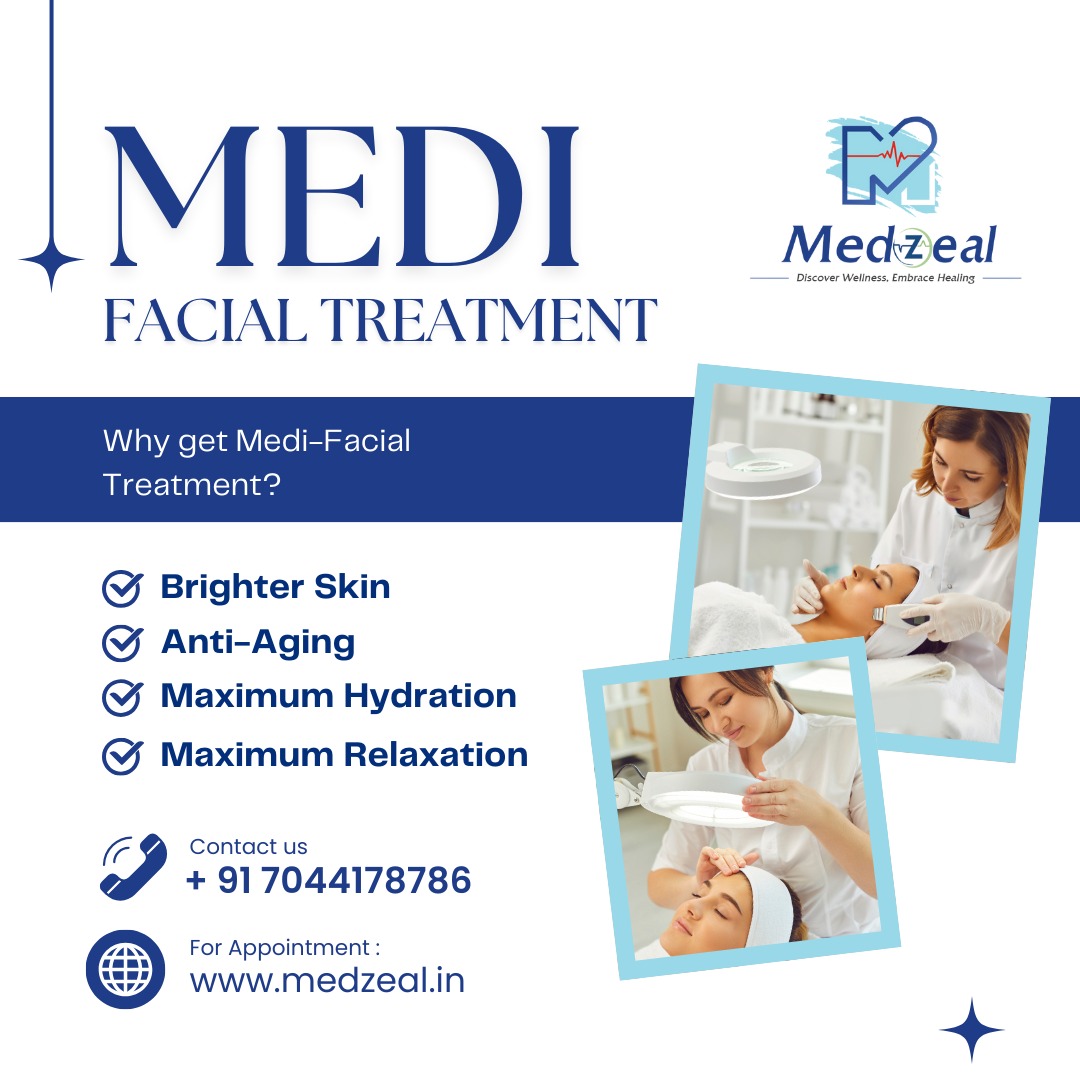 MEDI
FACIAL TREATMENT
Medzeal
Discover Wellness, Embrace Healing
Why get Medi-Facial
Treatment?
Brighter Skin
Anti-Aging
Maximum Hydration
Maximum Relaxation
Contact us
+ 91 7044178786
For Appointment :
www.medzeal.in